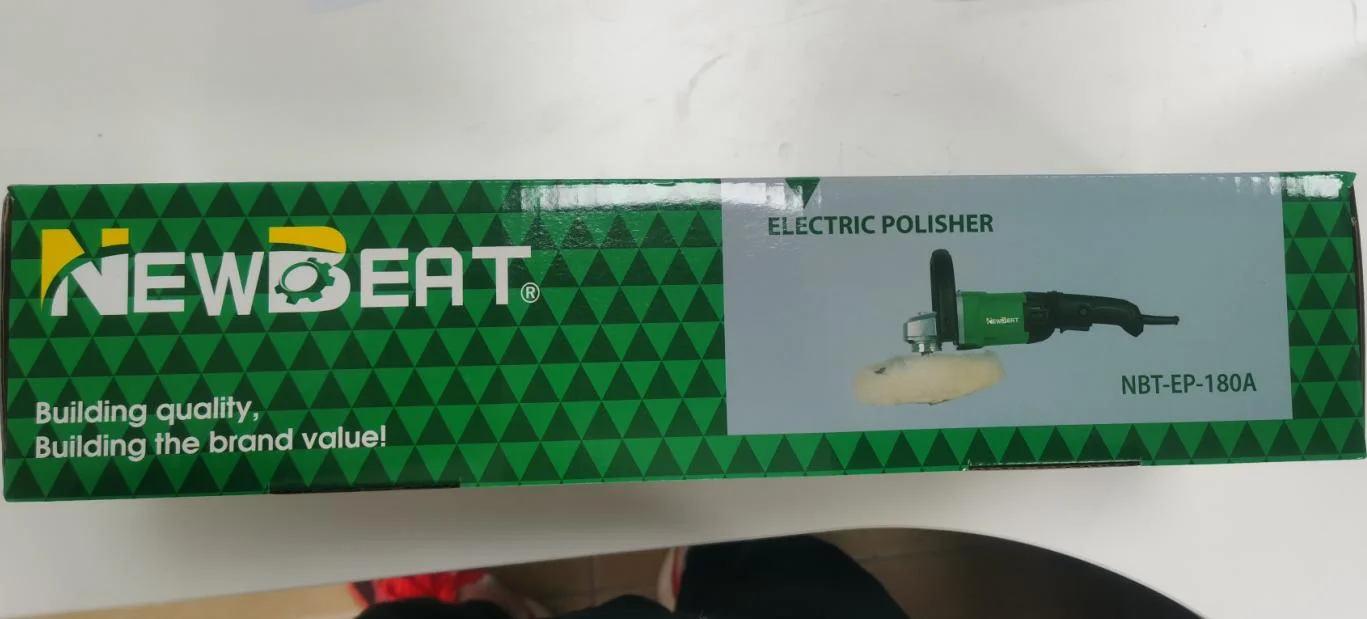 NEWBEAT®
Building quality,
Building the brand value!
ELECTRIC POLISHER
NEWBEAT
NBT-EP-180A